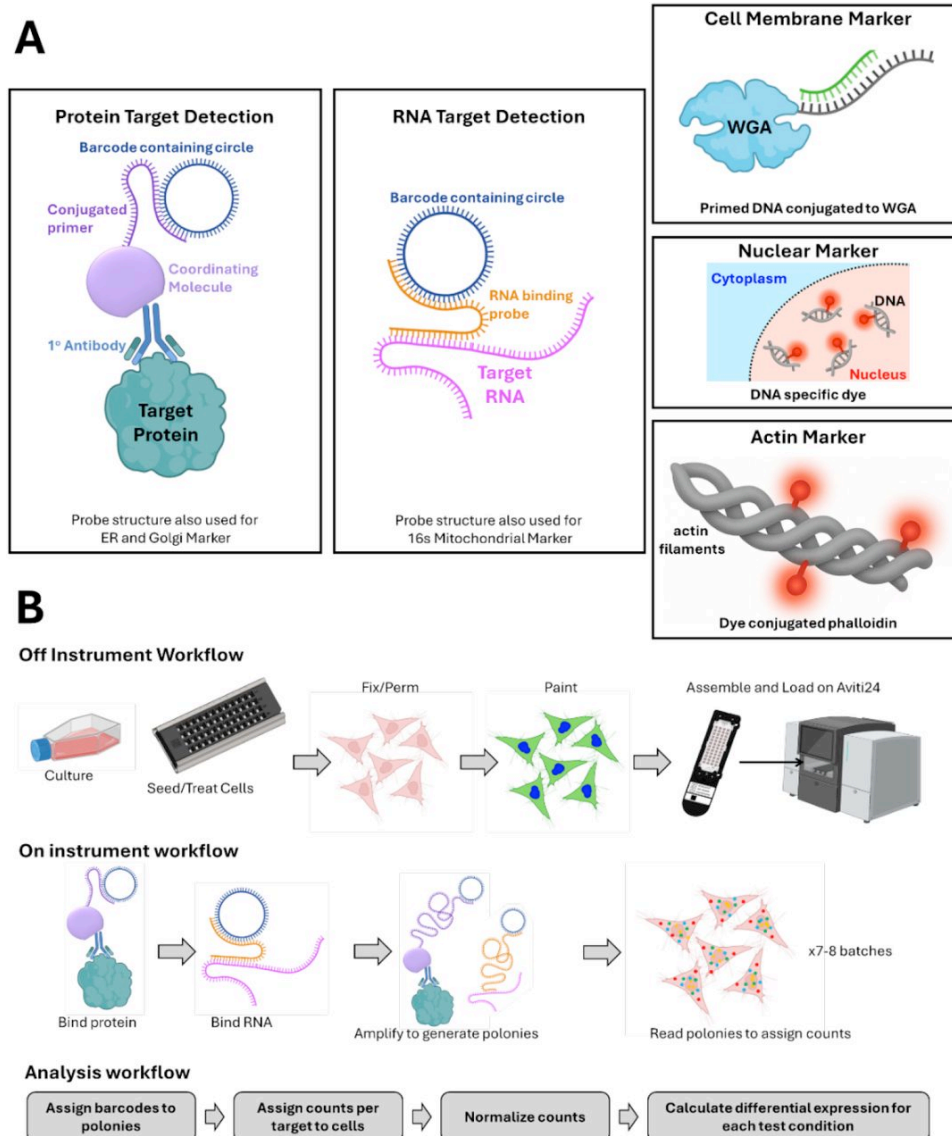 A
Protein Target Detection
Barcode containing circle
Conjugated
primer
Coordinating
Molecule
1° Antibody
Target
Protein
Probe structure also used for
ER and Golgi Marker
RNA Target Detection
Barcode containing circle
RNA binding
probe
Target
RNA
Probe structure also used for
16s Mitochondrial Marker
Cell Membrane Marker
WGA
Primed DNA conjugated to WGA
Nuclear Marker
Cytoplasm
DNA
Nucleus
DNA specific dye
Actin Marker
actin
filaments
Dye conjugated phalloidin
B
Off Instrument Workflow
Culture
Seed/Treat Cells
Fix/Perm
Paint
Assemble and Load on Aviti24
On instrument workflow
Bind protein
Bind RNA
Amplify to generate polonies
Read polonies to assign counts
x7-8 batches
Analysis workflow
Assign barcodes to
polonies
Assign counts per
target to cells
Normalize counts
Calculate differential expression for
each test condition